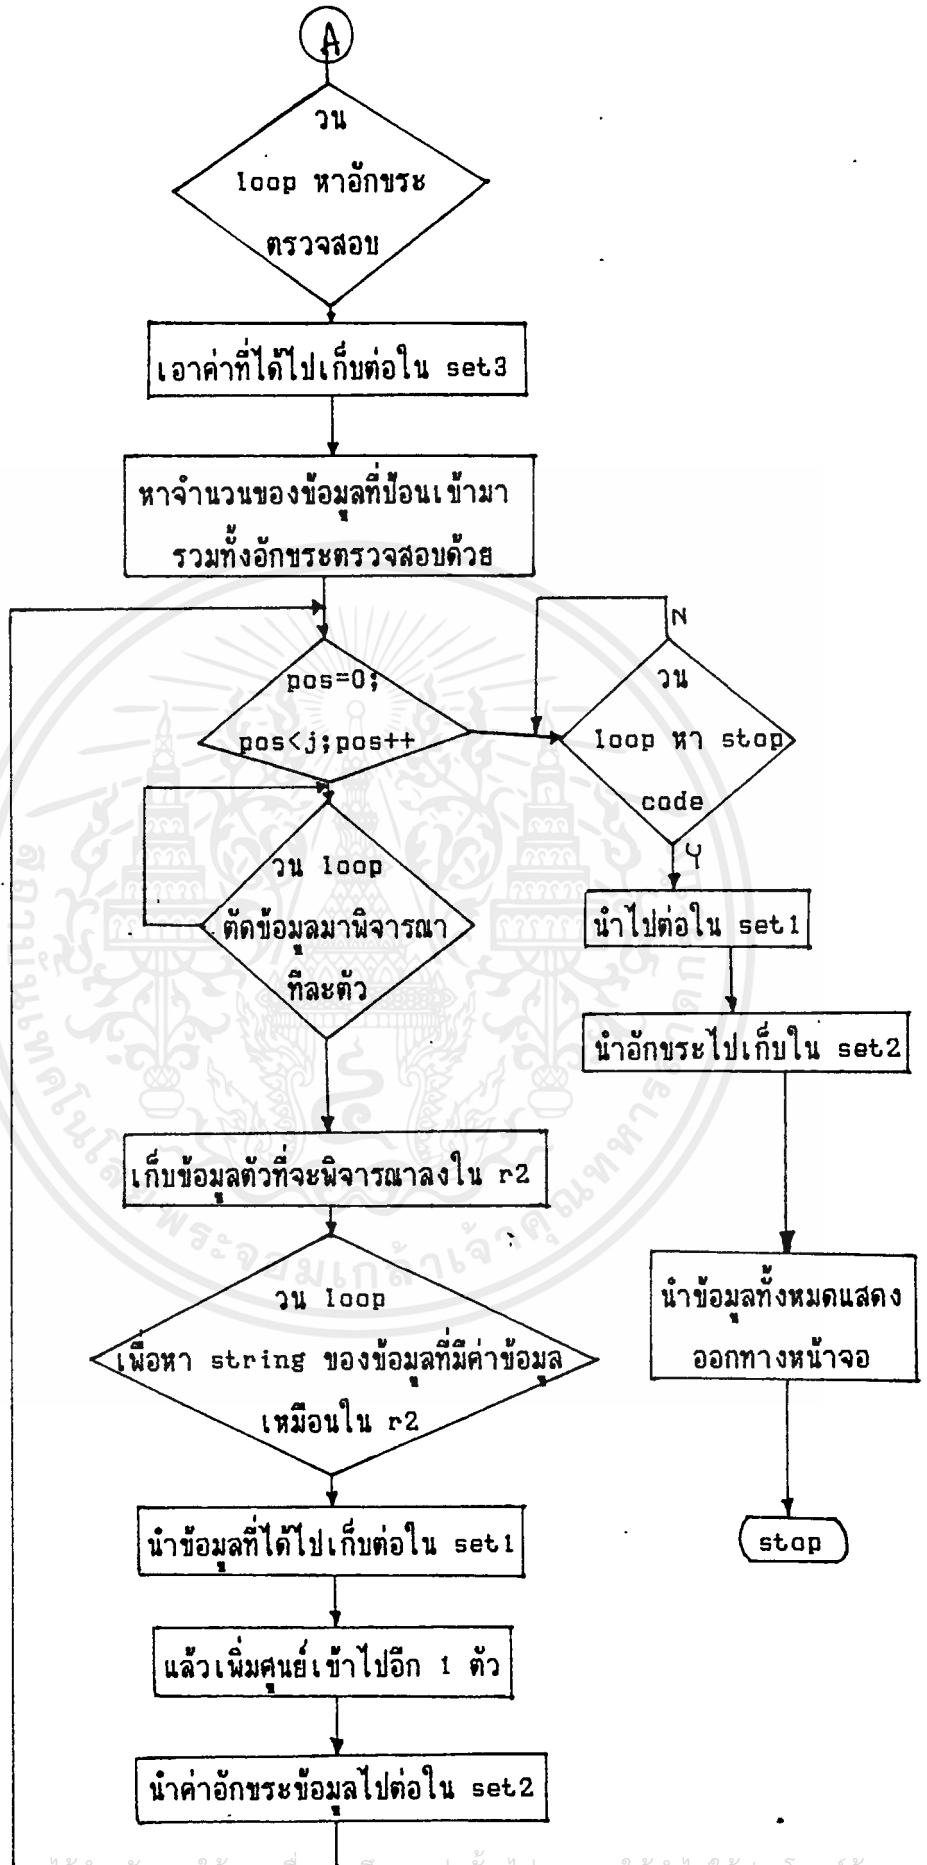 A
วน
loop หาอักขระ
ตรวจสอบ
เอาค่าที่ได้ไปเก็บต่อใน set3
หาจำนวนของข้อมูลที่ป้อนเข้ามา
รวมทั้งอักขระตรวจสอบด้วย
pos=0;
pos<j;pos++
N
วน
loop หา stop
code
Y
วน loop
ตัดข้อมูลมาพิจารณา
ทีละตัว
นำไปต่อใน set1
นำอักขระไปเก็บใน set2
เก็บข้อมูลตัวที่จะพิจารณาลงใน r2
วน loop
เพื่อหา string ของข้อมูลที่มีค่าข้อมูล
เหมือนใน r2
นำข้อมูลทั้งหมดแสดง
ออกทางหน้าจอ
นำข้อมูลที่ได้ไปเก็บต่อใน set1
stop
แล้วเพิ่มศูนย์เข้าไปอีก 1 ตัว
นำค่าอักขระข้อมูลไปต่อใน set2